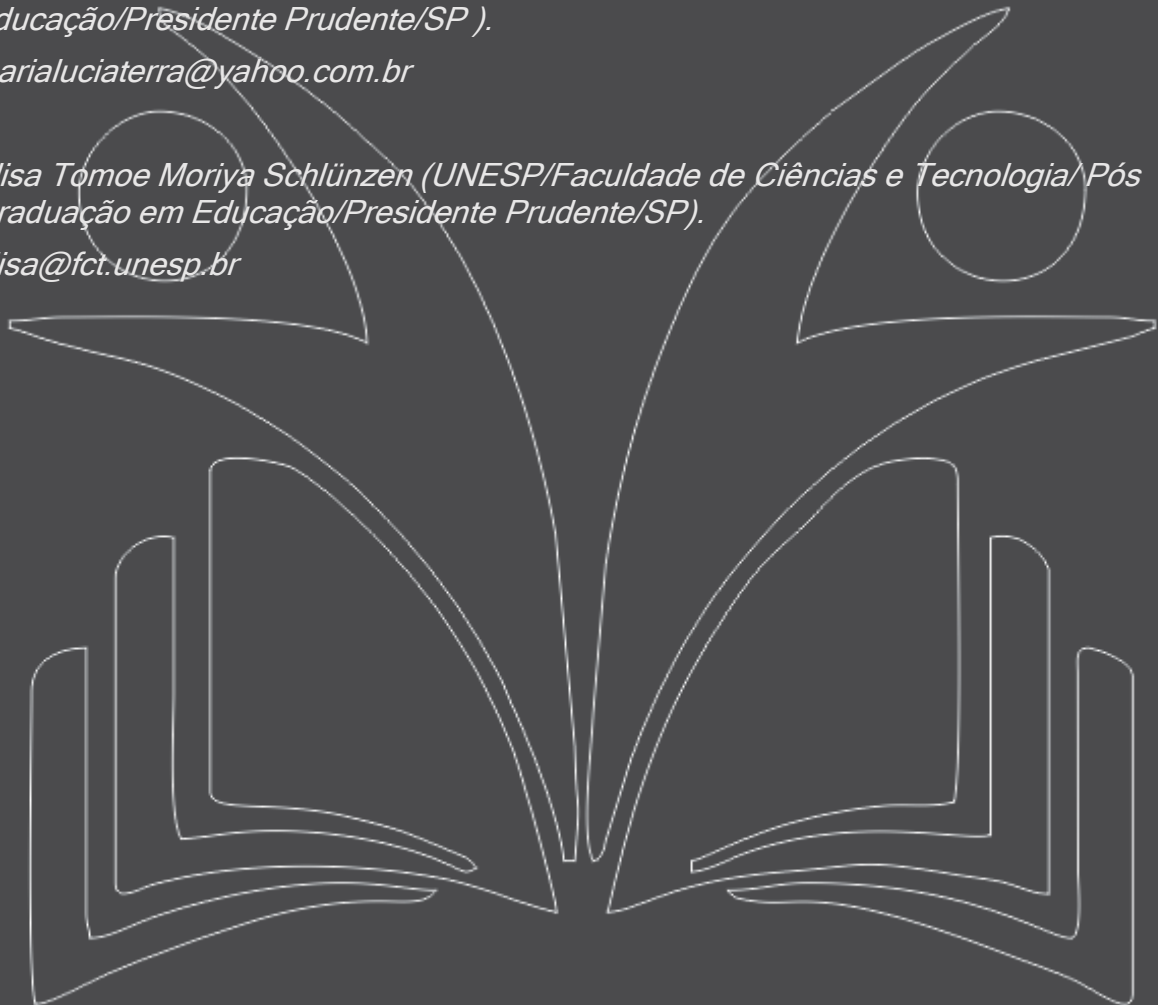 ducação/Presidente Prudente/SP ).
arialuciaterra@yahoo.com.br
lisa Tomoe Moriya Schlünzen (UNESP/Faculdade de Ciências e Tecnologia/ Pós
raduação em Educação/Presidente Prudente/SP).
lisa@fct.unesp.br